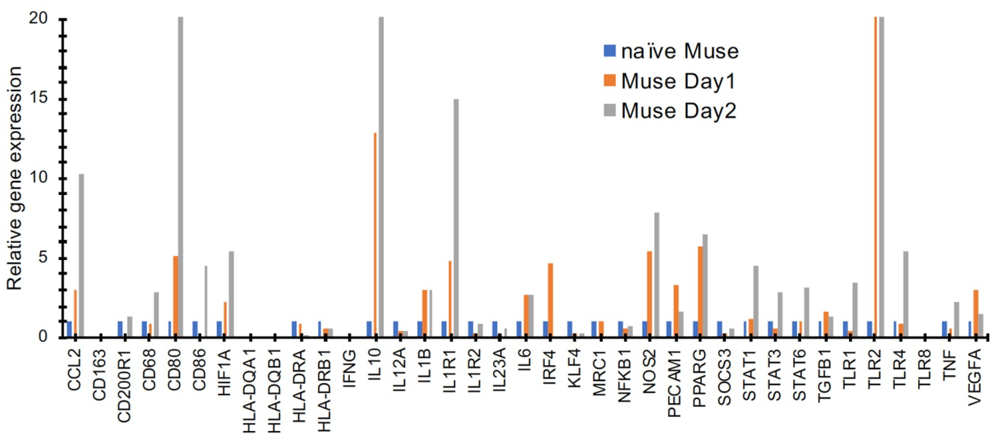 Relative gene expression
20
15
10
5
0
naïve Muse
Muse Day1
Muse Day2
CCL2
CD163
CD200R1
CD68
CD80
CD86
HIF1A
HLA-DQA1
HLA-DQB1
HLA-DRA
HLA-DRB1
IFNG
IL10
IL12A
IL1B
IL1R1
IL1R2
IL23A
IL6
IRF4
KLF4
MRC1
NFKB1
NOS2
PECAM1
PPARG
SOCS3
STAT1
STAT3
STAT6
TGFB1
TLR1
TLR2
TLR4
TLR8
TNF
VEGFA